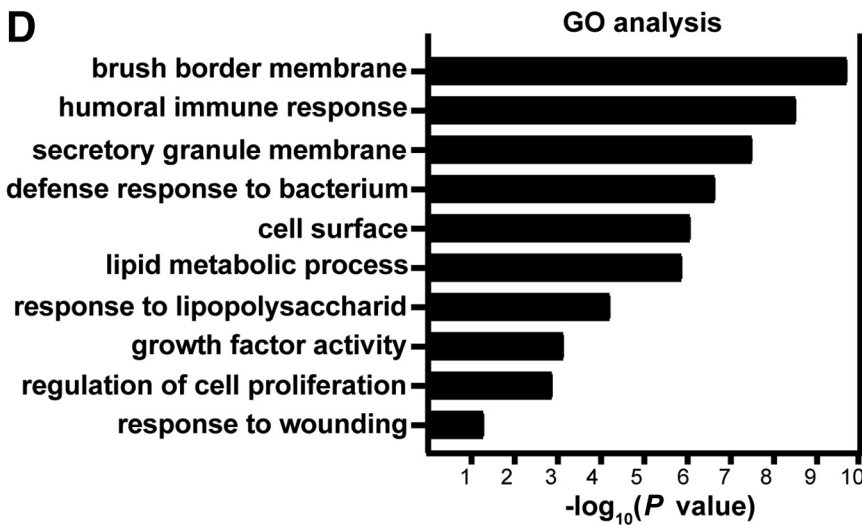 D
GO analysis
brush border membrane
humoral immune response
secretory granule membrane
defense response to bacterium
cell surface
lipid metabolic process
response to lipopolysaccharid
growth factor activity
regulation of cell proliferation
response to wounding
1 2 3 4 5 6 7 8 9 10
-log₁₀(P value)